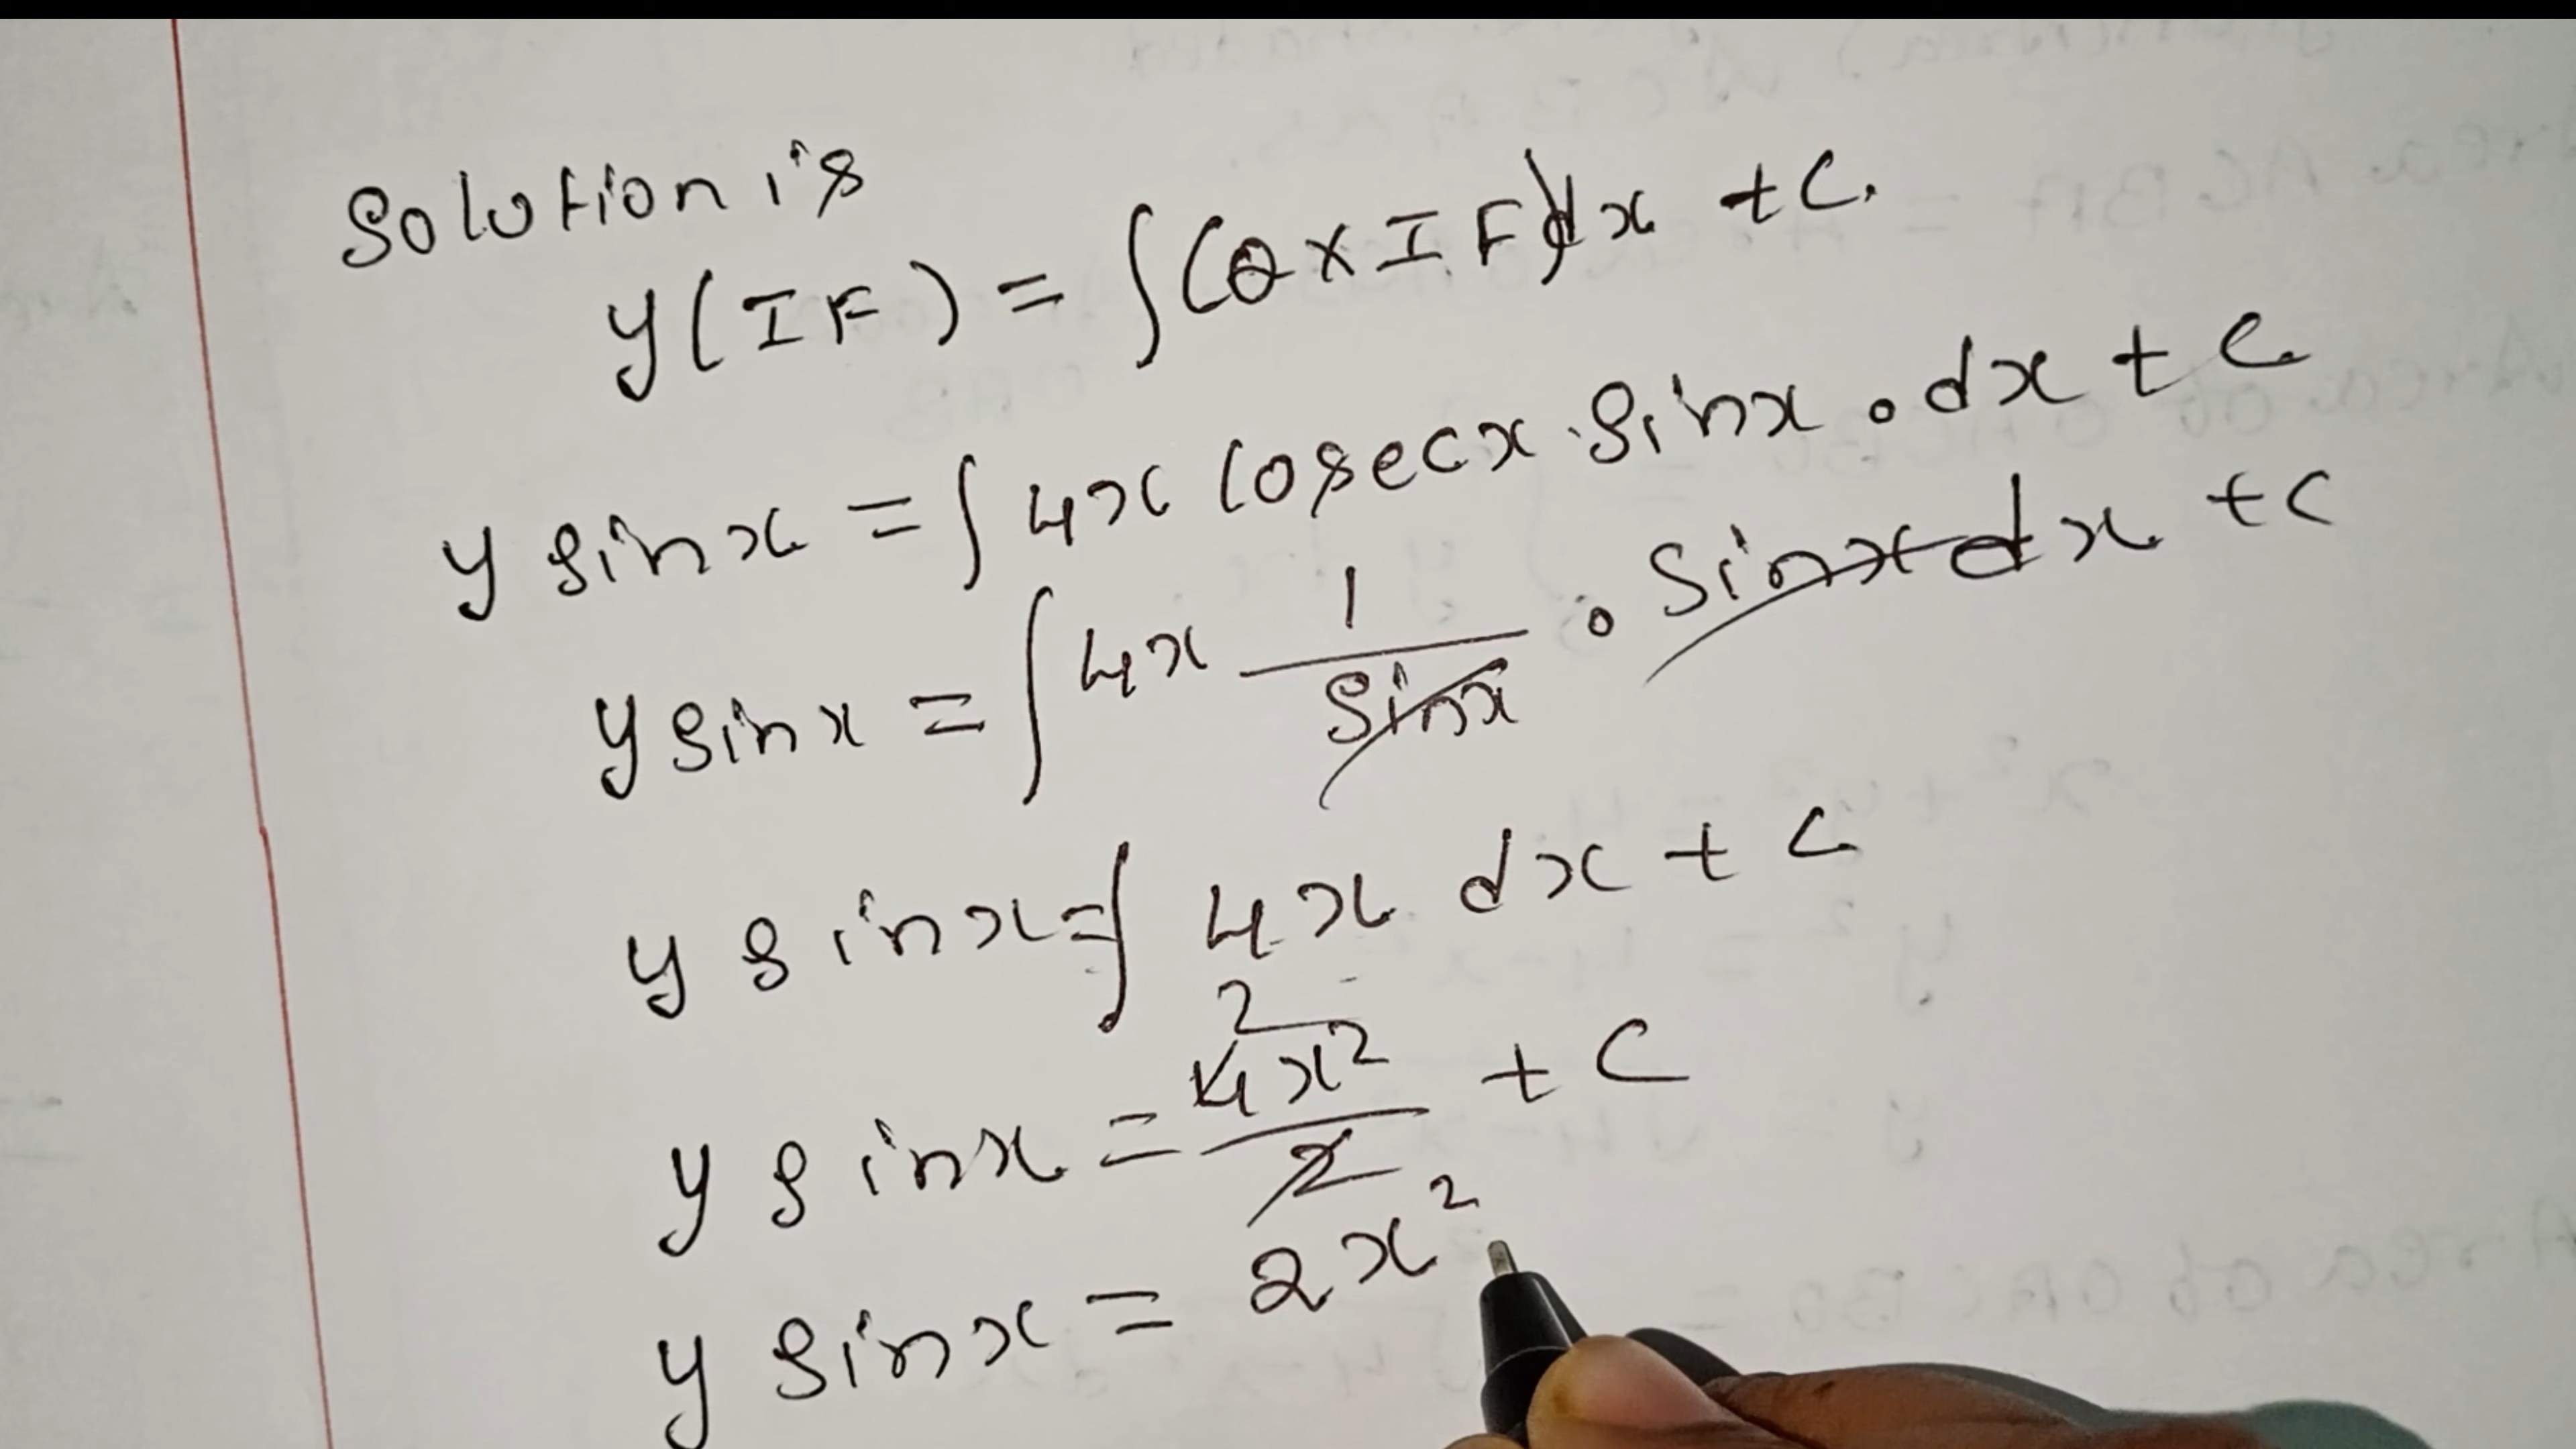 Solution is
y(IF) = ∫(Q×IF)dx +C.
y sinx = ∫ 4x cosecx . sinx . dx + C
y sinx = ∫ 4x 1/sinx . sinx dx +C
y sinx = ∫ 4x dx + C
y sinx = 4x²/2 + C
2
y sinx = 2x²